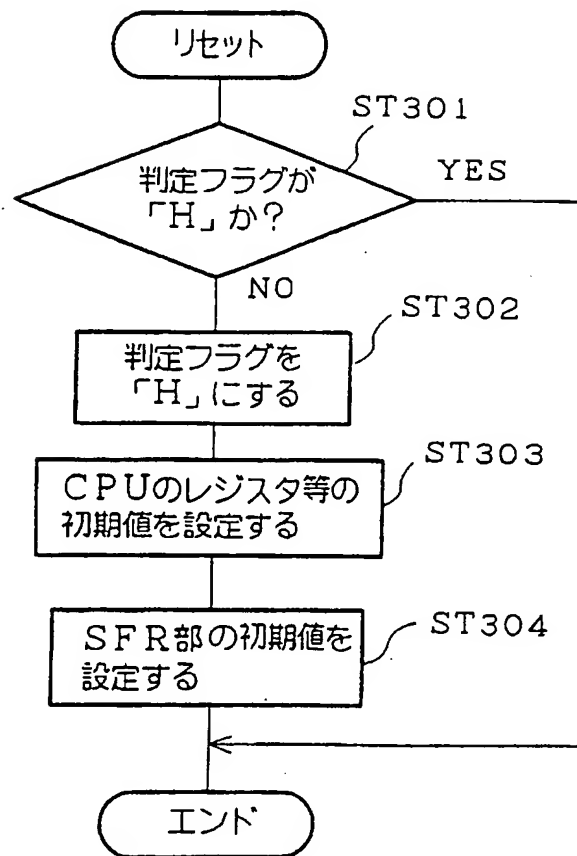 リセット
ST301
判定フラグが
「H」か?
YES
NO
ST302
判定フラグを
「H」にする
ST303
CPUのレジスタ等の
初期値を設定する
ST304
SFR部の初期値を
設定する
エンド